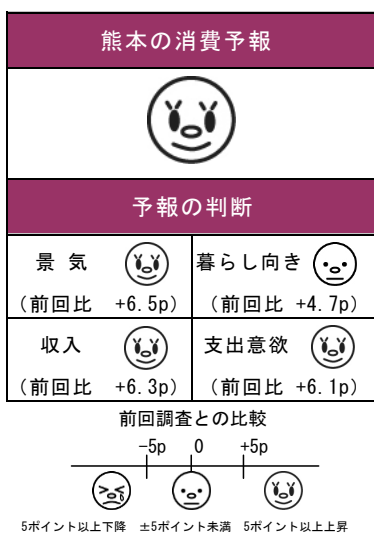 熊本の消費予報
予報の判断
景 気
(前回比 +6.5p)
暮らし向き
(前回比 +4.7p)
収入
(前回比 +6.3p)
支出意欲
(前回比 +6.1p)
前回調査との比較
-5p 0 +5p
5ポイント以上下降 ±5ポイント未満 5ポイント以上上昇